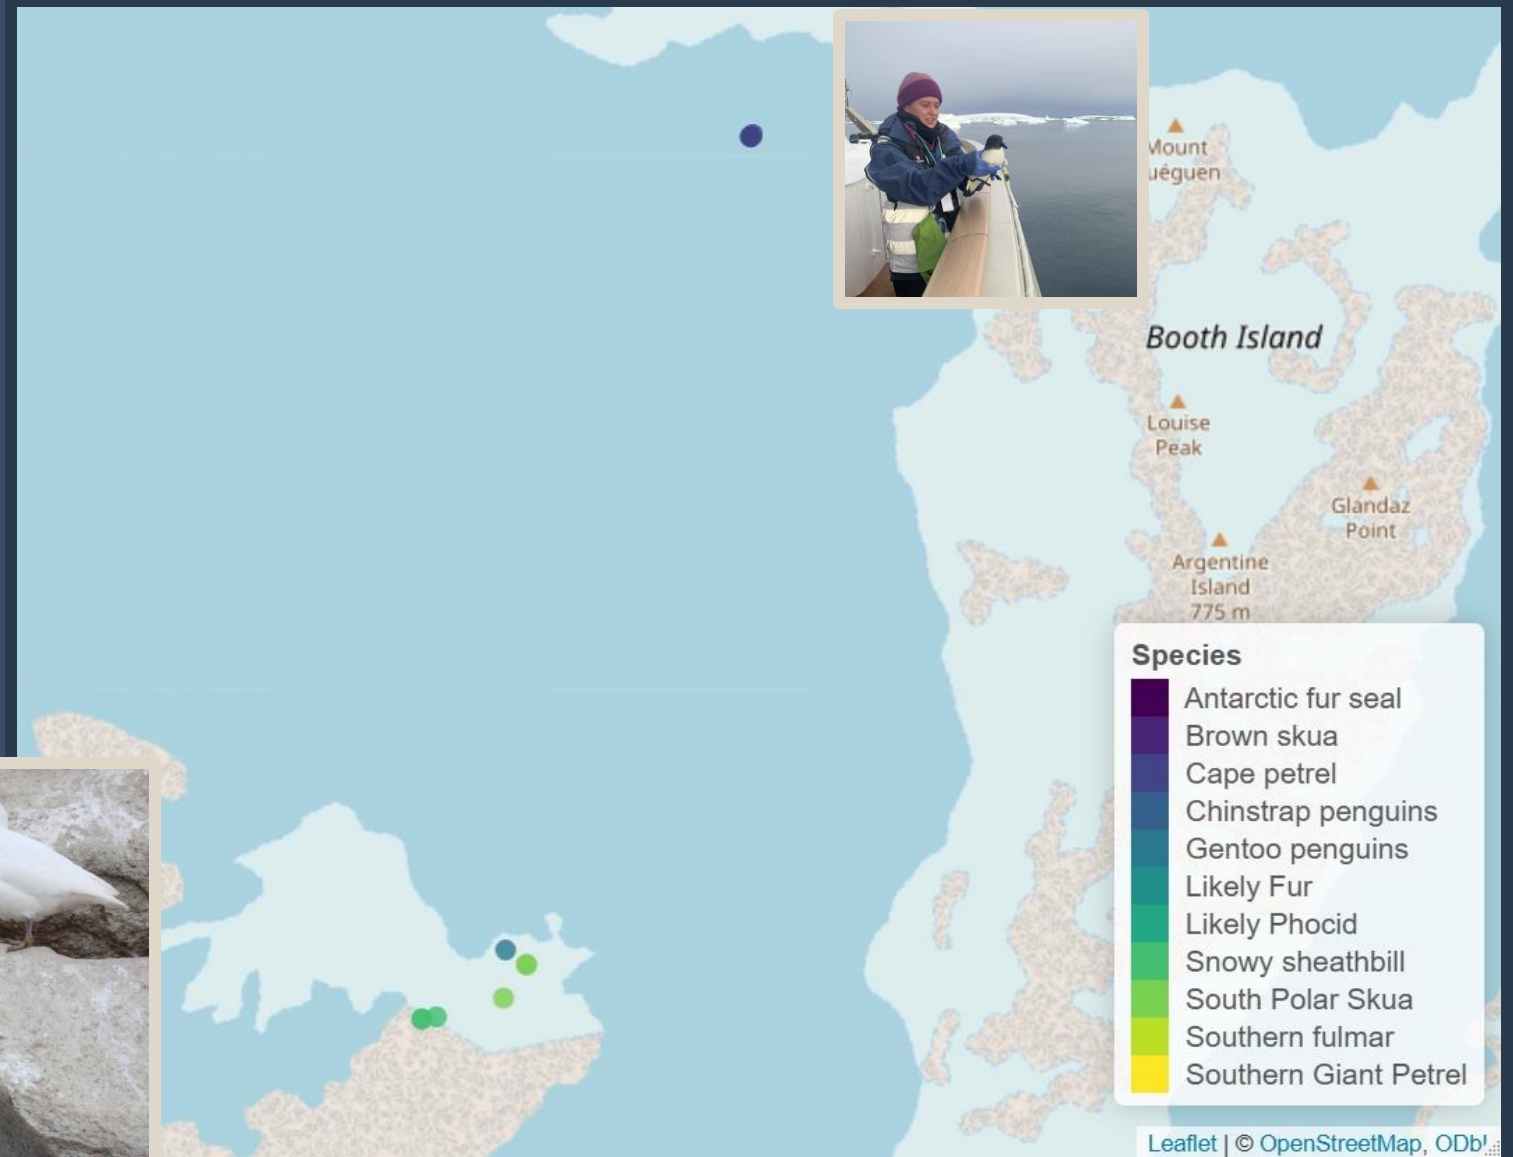 Mount
uéguen
Booth Island
Louise
Peak
Glandaz
Point
Argentine
Island
775 m
Species
Antarctic fur seal
Brown skua
Cape petrel
Chinstrap penguins
Gentoo penguins
Likely Fur
Likely Phocid
Snowy sheathbill
South Polar Skua
Southern fulmar
Southern Giant Petrel
Leaflet | © OpenStreetMap, ODbL